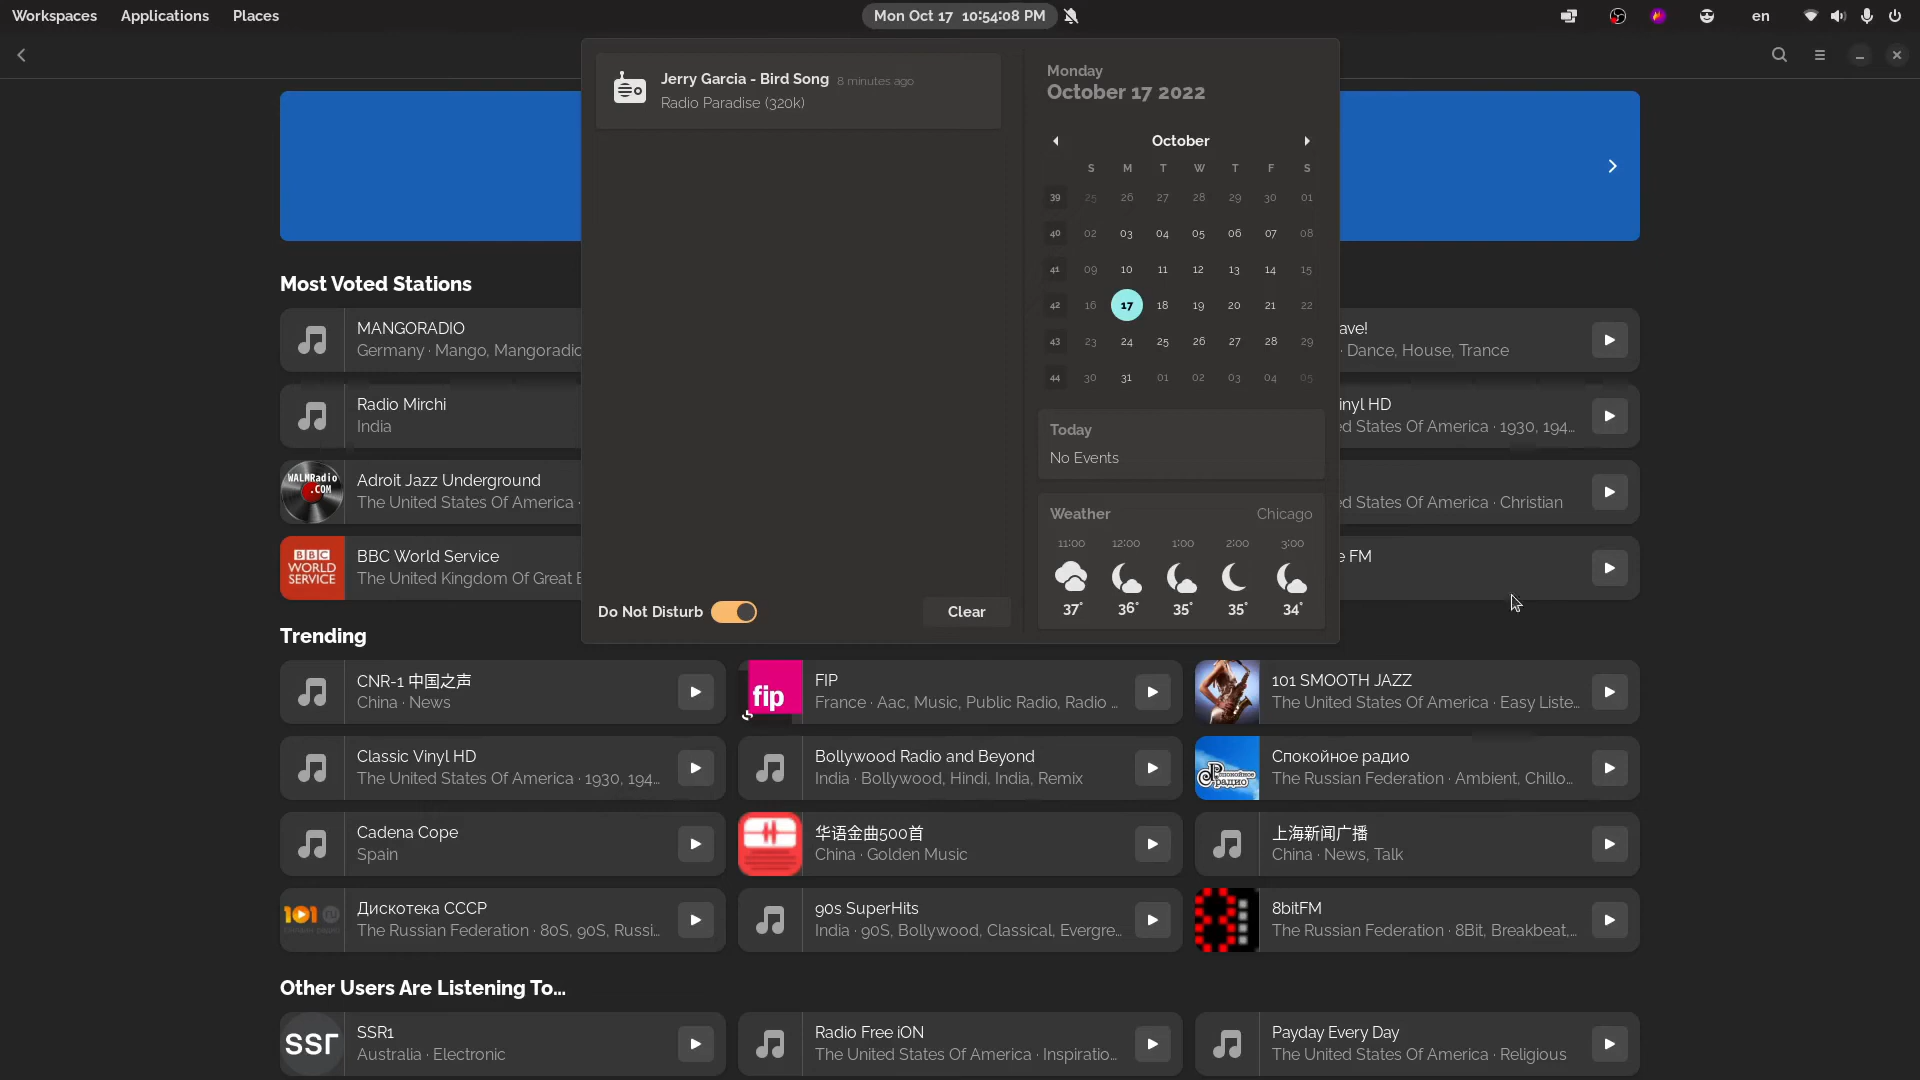 Workspaces Applications Places Mon Oct 17 10:54:08 PM en
Jerry Garcia - Bird Song 8 minutes ago
Radio Paradise (320k)
Do Not Disturb Clear
Monday
October 17 2022
October
S M T W T F S
39 25 26 27 28 29 30 01
40 02 03 04 05 06 07 08
41 09 10 11 12 13 14 15
42 16 17 18 19 20 21 22
43 23 24 25 26 27 28 29
44 30 31 01 02 03 04 05
Today
No Events
Weather Chicago
11:00 12:00 1:00 2:00 3:00
37° 36° 35° 35° 34°
Most Voted Stations
MANGORADIO
Germany · Mango, Mangoradio
ave!
· Dance, House, Trance
Radio Mirchi
India
inyl HD
d States Of America · 1930, 194…
WALMRadio
.COM
Adroit Jazz Underground
The United States Of America ·
d States Of America · Christian
BBC
WORLD
SERVICE
BBC World Service
The United Kingdom Of Great B
e FM
Trending
CNR-1 中国之声
China · News
fip
FIP
France · Aac, Music, Public Radio, Radio …
101 SMOOTH JAZZ
The United States Of America · Easy Liste…
Classic Vinyl HD
The United States Of America · 1930, 194…
Bollywood Radio and Beyond
India · Bollywood, Hindi, India, Remix
Спокойное радио
The Russian Federation · Ambient, Chillo…
Cadena Cope
Spain
华语金曲500首
China · Golden Music
上海新闻广播
China · News, Talk
101 ru
Дискотека СССР
The Russian Federation · 80S, 90S, Russi…
90s SuperHits
India · 90S, Bollywood, Classical, Evergre…
8bitFM
The Russian Federation · 8Bit, Breakbeat,…
Other Users Are Listening To…
ssr
SSR1
Australia · Electronic
Radio Free iON
The United States Of America · Inspiratio…
Payday Every Day
The United States Of America · Religious